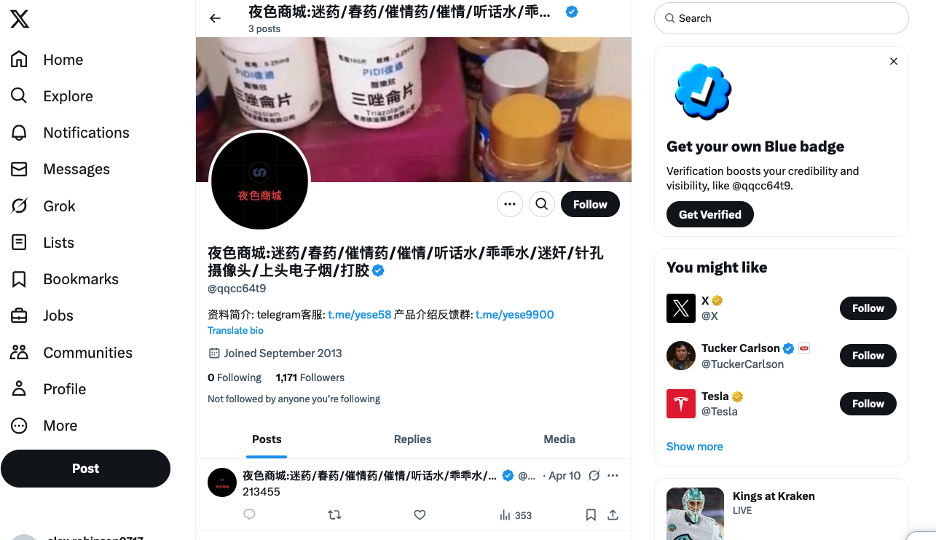 夜色商城:迷药/春药/催情药/催情/听话水/乖...
3 posts
Search
Home
Explore
Notifications
Messages
Grok
Lists
Bookmarks
Jobs
Communities
Profile
More
Post
0.25mg
PIDI
三唑侖片
Triazolam
0.25mg
PIDI
三唑侖片
Triazolam
夜色商城
Follow
夜色商城:迷药/春药/催情药/催情/听话水/乖乖水/迷奸/针孔
摄像头/上头电子烟/打胶
@qqcc64t9
资料简介: telegram客服: t.me/yese58 产品介绍反馈群: t.me/yese9900
Translate bio
Joined September 2013
0 Following 1,171 Followers
Not followed by anyone you're following
Posts Replies Media
夜色商城:迷药/春药/催情药/催情/听话水/乖乖水/... @... · Apr 10
213455
353
Get your own Blue badge
Verification boosts your credibility and
visibility, like @qqcc64t9.
Get Verified
You might like
X
@X
Follow
Tucker Carlson
@TuckerCarlson
Follow
Tesla
@Tesla
Follow
Show more
Kings at Kraken
LIVE